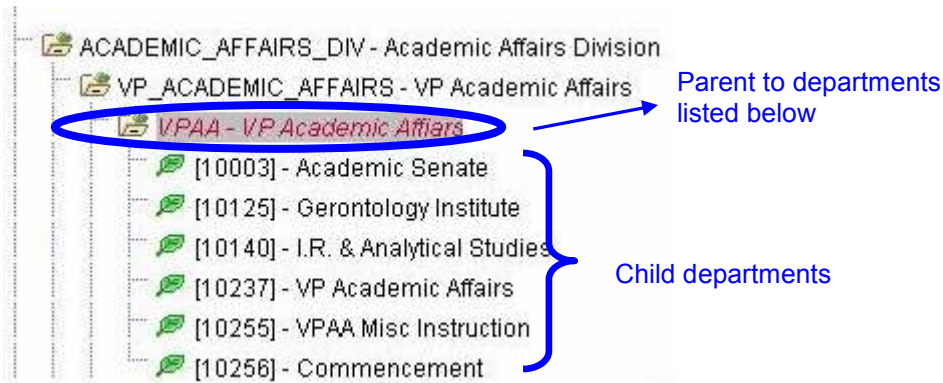 ACADEMIC_AFFAIRS_DIV - Academic Affairs Division
VP_ACADEMIC_AFFAIRS - VP Academic Affairs
VPAA - VP Academic Affiars
[10003] - Academic Senate
[10125] - Gerontology Institute
[10140] - I.R. & Analytical Studies
[10237] - VP Academic Affairs
[10255] - VPAA Misc Instruction
[10256] - Commencement
Parent to departments
listed below
Child departments